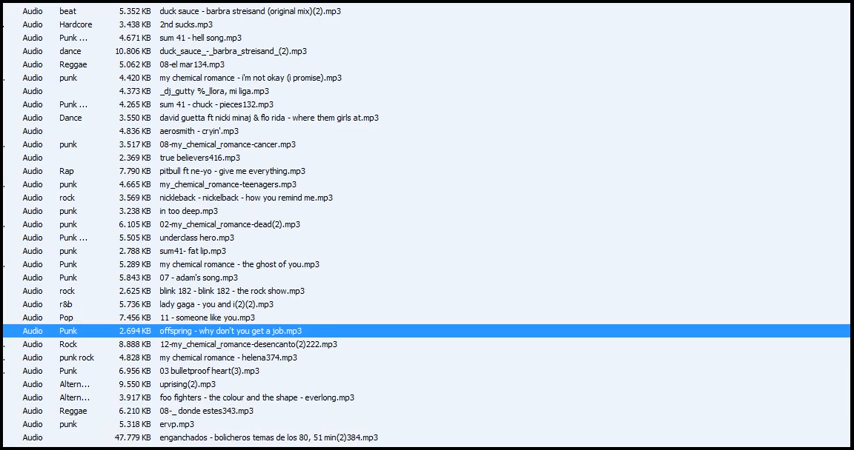 Audio beat 5.352 KB duck sauce - barbra streisand (original mix)(2).mp3
Audio Hardcore 3.438 KB 2nd sucks.mp3
Audio Punk ... 4.671 KB sum 41 - hell song.mp3
Audio dance 10.806 KB duck_sauce_-_barbra_streisand_(2).mp3
Audio Reggae 5.062 KB 08-el mar134.mp3
Audio punk 4.420 KB my chemical romance - i'm not okay (i promise).mp3
Audio 4.373 KB _dj_gutty %_llora, mi liga.mp3
Audio Punk ... 4.265 KB sum 41 - chuck - pieces132.mp3
Audio Dance 3.550 KB david guetta ft nicki minaj & flo rida - where them girls at.mp3
Audio 4.836 KB aerosmith - cryin'.mp3
Audio punk 3.517 KB 08-my_chemical_romance-cancer.mp3
Audio 2.369 KB true believers416.mp3
Audio Rap 7.790 KB pitbull ft ne-yo - give me everything.mp3
Audio punk 4.665 KB my_chemical_romance-teenagers.mp3
Audio rock 3.569 KB nickleback - nickelback - how you remind me.mp3
Audio punk 3.238 KB in too deep.mp3
Audio punk 6.105 KB 02-my_chemical_romance-dead(2).mp3
Audio Punk ... 5.505 KB underclass hero.mp3
Audio punk 2.788 KB sum41- fat lip.mp3
Audio Punk 5.289 KB my chemical romance - the ghost of you.mp3
Audio Punk 5.843 KB 07 - adam's song.mp3
Audio rock 2.625 KB blink 182 - blink 182 - the rock show.mp3
Audio r&b 5.736 KB lady gaga - you and i(2)(2).mp3
Audio Pop 7.456 KB 11 - someone like you.mp3
Audio Punk 2.694 KB offspring - why don't you get a job.mp3
Audio Rock 8.888 KB 12-my_chemical_romance-desencanto(2)222.mp3
Audio punk rock 4.828 KB my chemical romance - helena374.mp3
Audio Punk 6.956 KB 03 bulletproof heart(3).mp3
Audio Altern... 9.550 KB uprising(2).mp3
Audio Altern... 3.917 KB foo fighters - the colour and the shape - everlong.mp3
Audio Reggae 6.210 KB 08-_ donde estes343.mp3
Audio punk 5.318 KB ervp.mp3
Audio 47.779 KB enganchados - bolicheros temas de los 80, 51 min(2)384.mp3